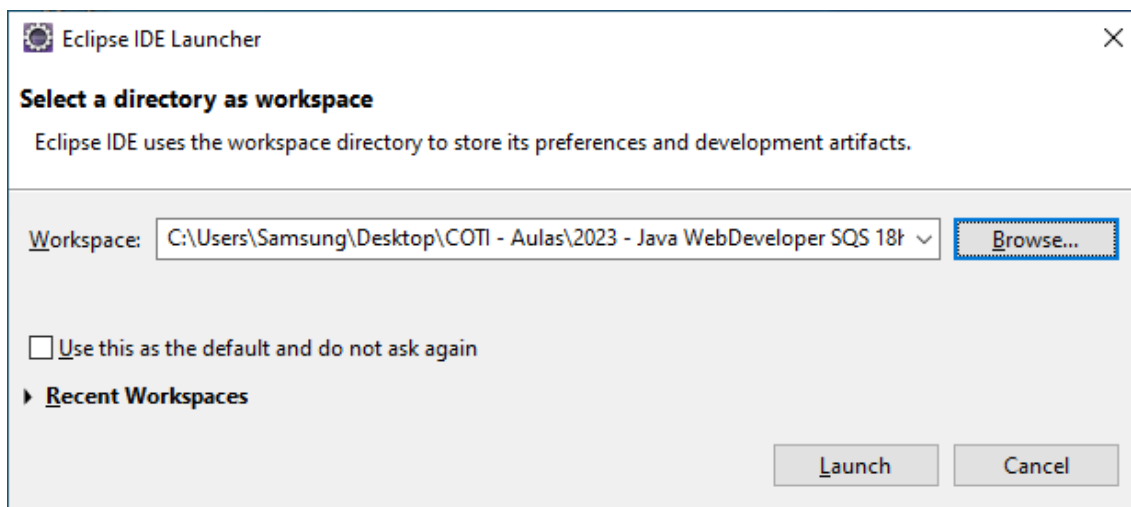 Eclipse IDE Launcher
Select a directory as workspace
Eclipse IDE uses the workspace directory to store its preferences and development artifacts.
Workspace: C:\Users\Samsung\Desktop\COTI - Aulas\2023 - Java WebDeveloper SQS 18h Browse...
Use this as the default and do not ask again
Recent Workspaces
Launch Cancel